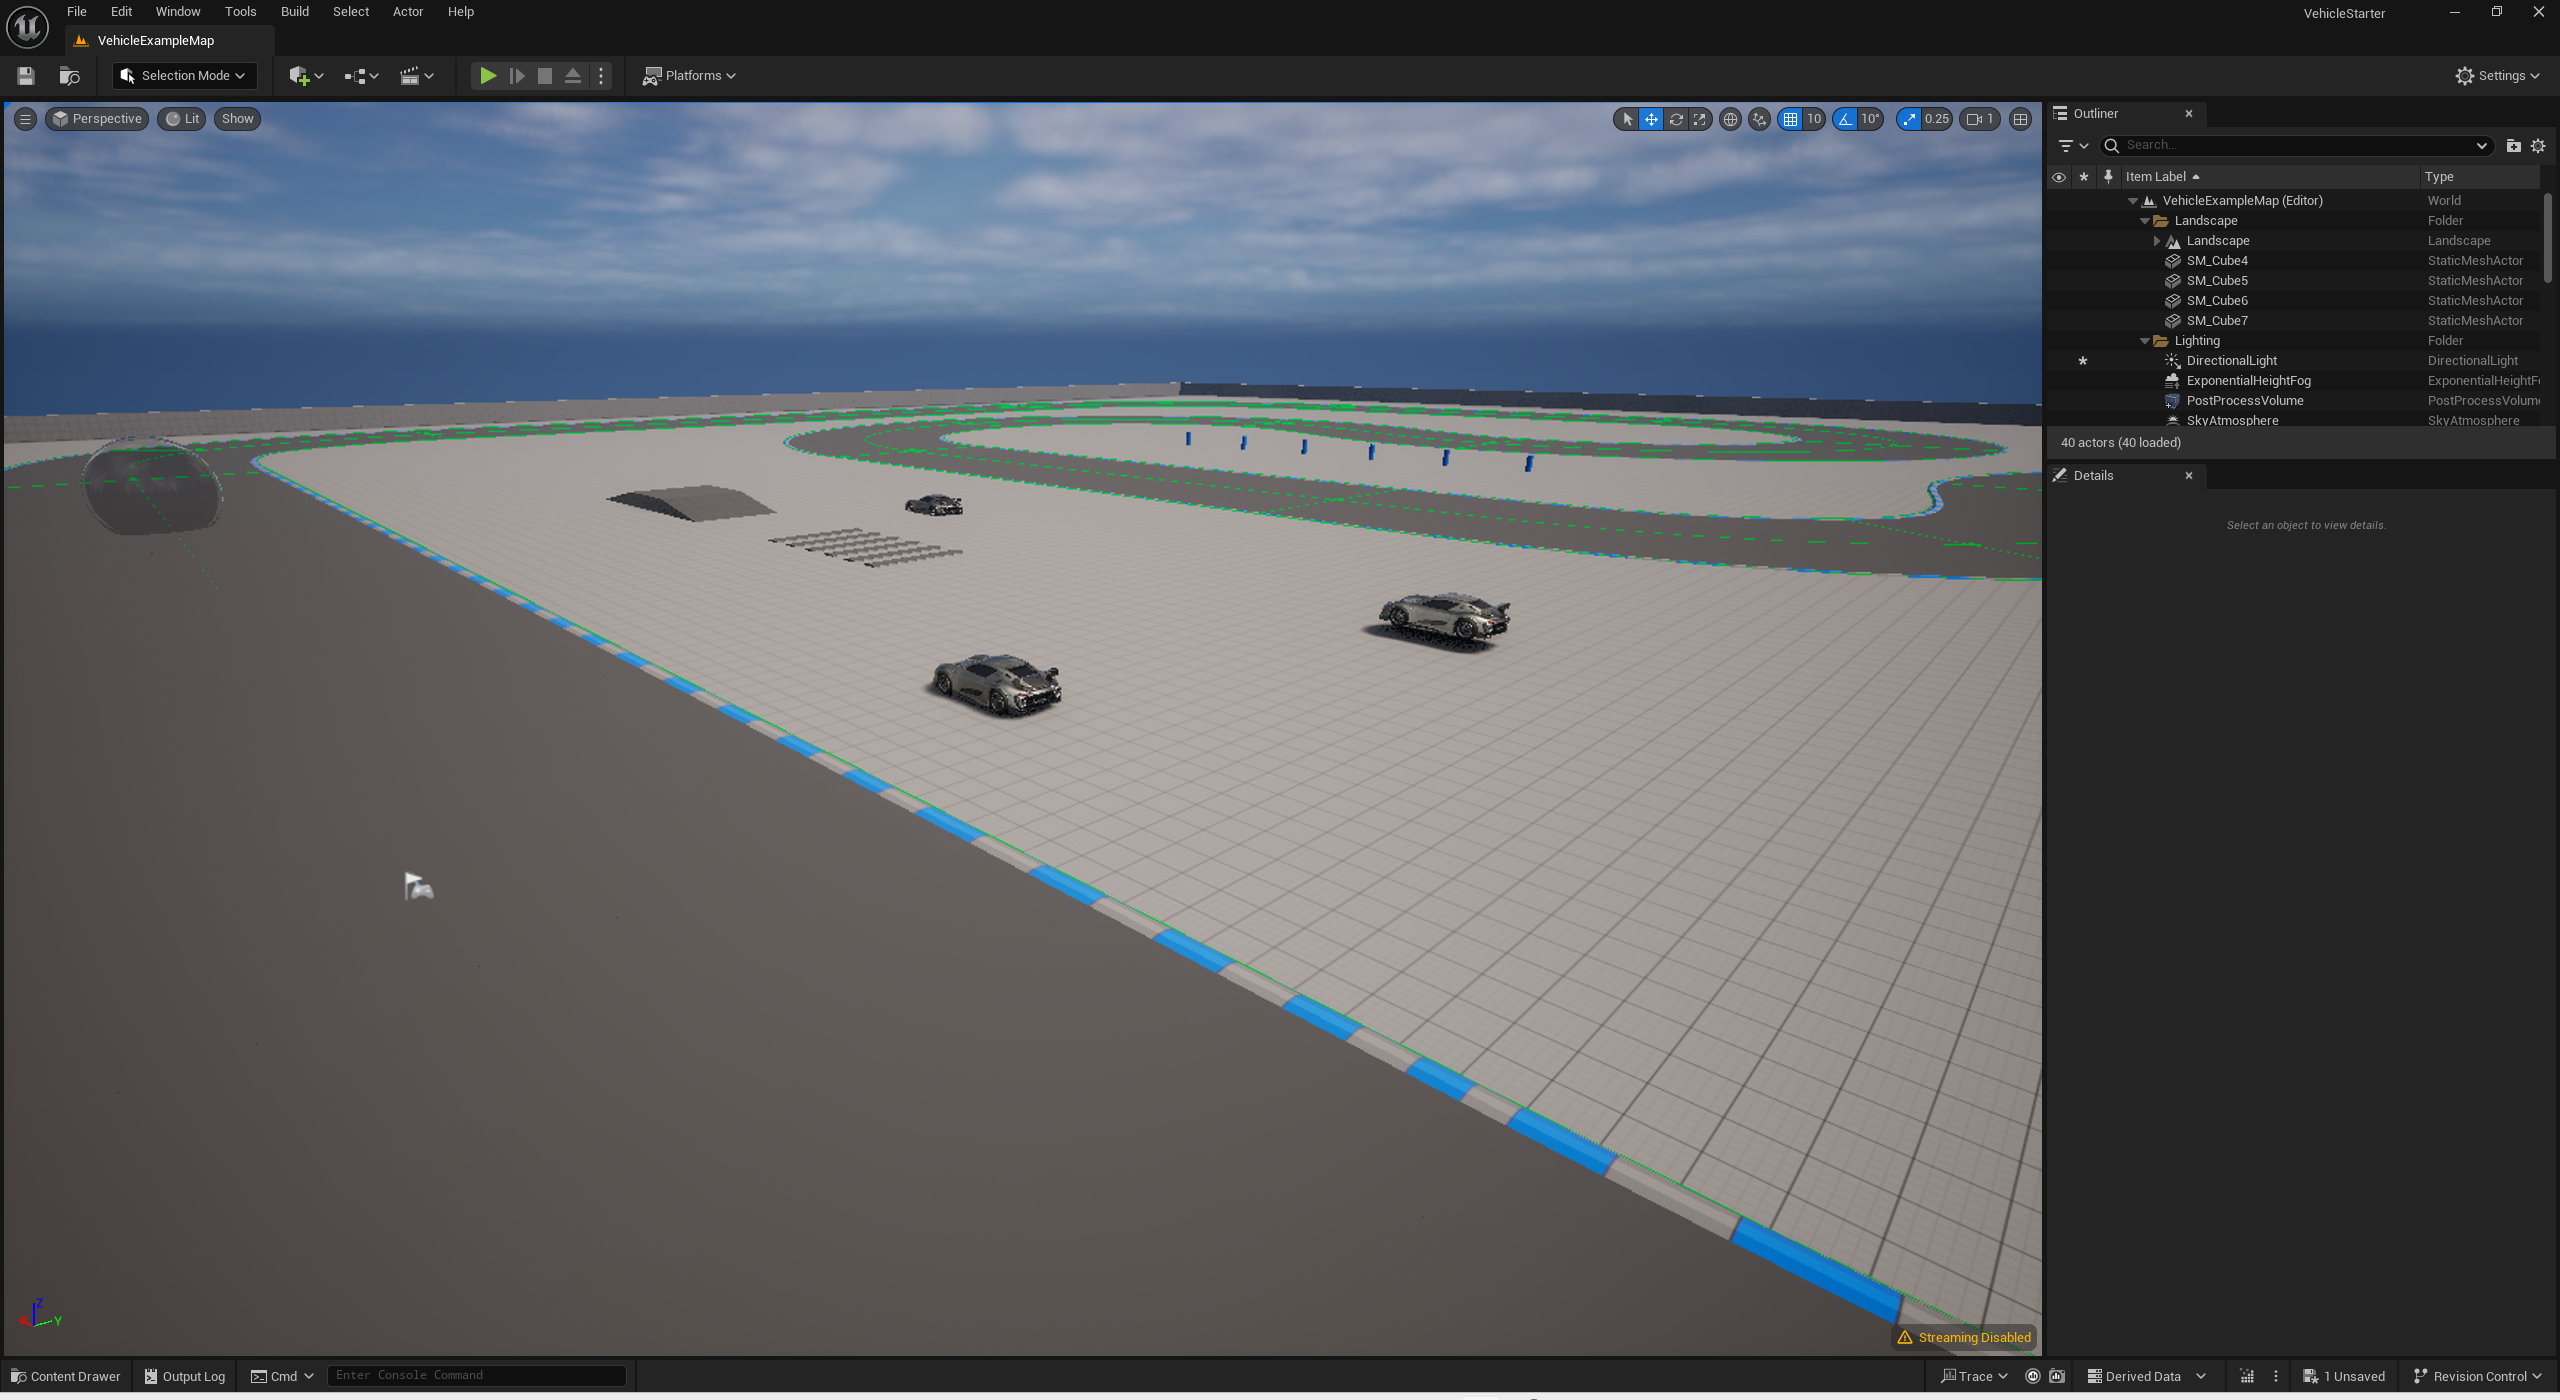 File Edit Window Tools Build Select Actor Help
VehicleStarter
VehicleExampleMap
Selection Mode
Platforms
Settings
Perspective Lit Show
10 10° 0.25 1
Outliner
Search...
Item Label Type
VehicleExampleMap (Editor) World
Landscape Folder
Landscape Landscape
SM_Cube4 StaticMeshActor
SM_Cube5 StaticMeshActor
SM_Cube6 StaticMeshActor
SM_Cube7 StaticMeshActor
Lighting Folder
DirectionalLight DirectionalLight
ExponentialHeightFog ExponentialHeightF
PostProcessVolume PostProcessVolume
SkyAtmosphere SkyAtmosphere
40 actors (40 loaded)
Details
Select an object to view details.
Z
X
Y
Streaming Disabled
Content Drawer Output Log Cmd Enter Console Command Trace Derived Data 1 Unsaved Revision Control